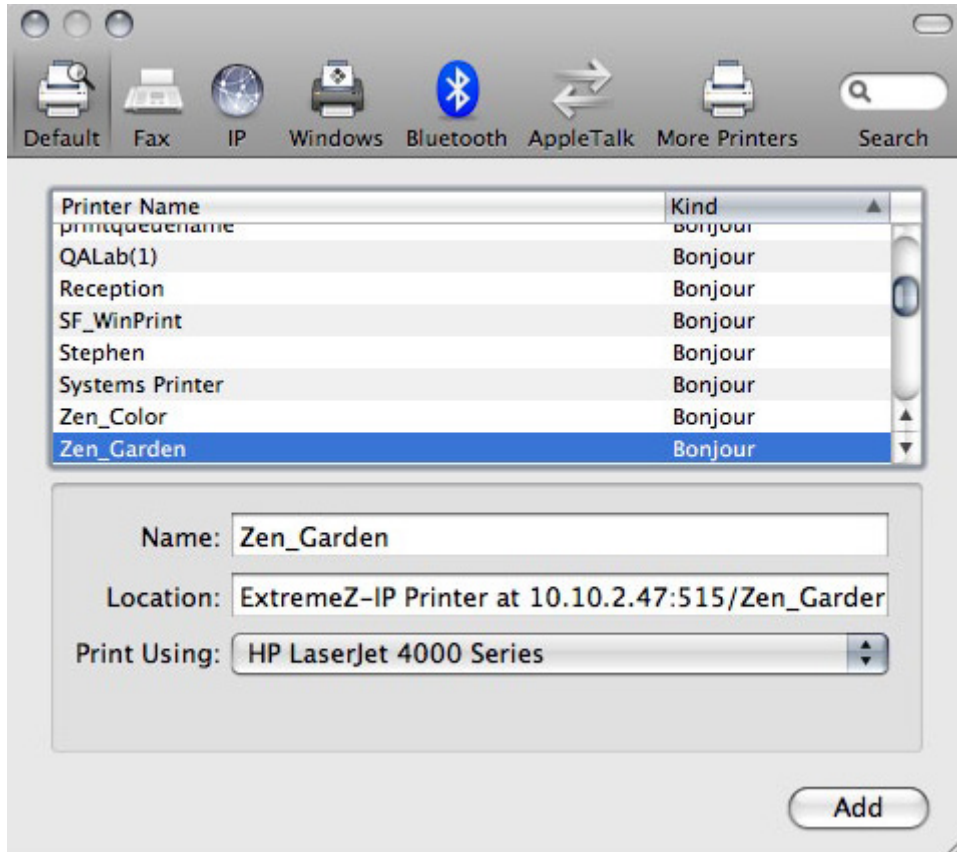 Default Fax IP Windows Bluetooth AppleTalk More Printers Search
Printer Name Kind
printqueuename Bonjour
QALab(1) Bonjour
Reception Bonjour
SF_WinPrint Bonjour
Stephen Bonjour
Systems Printer Bonjour
Zen_Color Bonjour
Zen_Garden Bonjour
Name: Zen_Garden
Location: ExtremeZ-IP Printer at 10.10.2.47:515/Zen_Garder
Print Using: HP LaserJet 4000 Series
Add